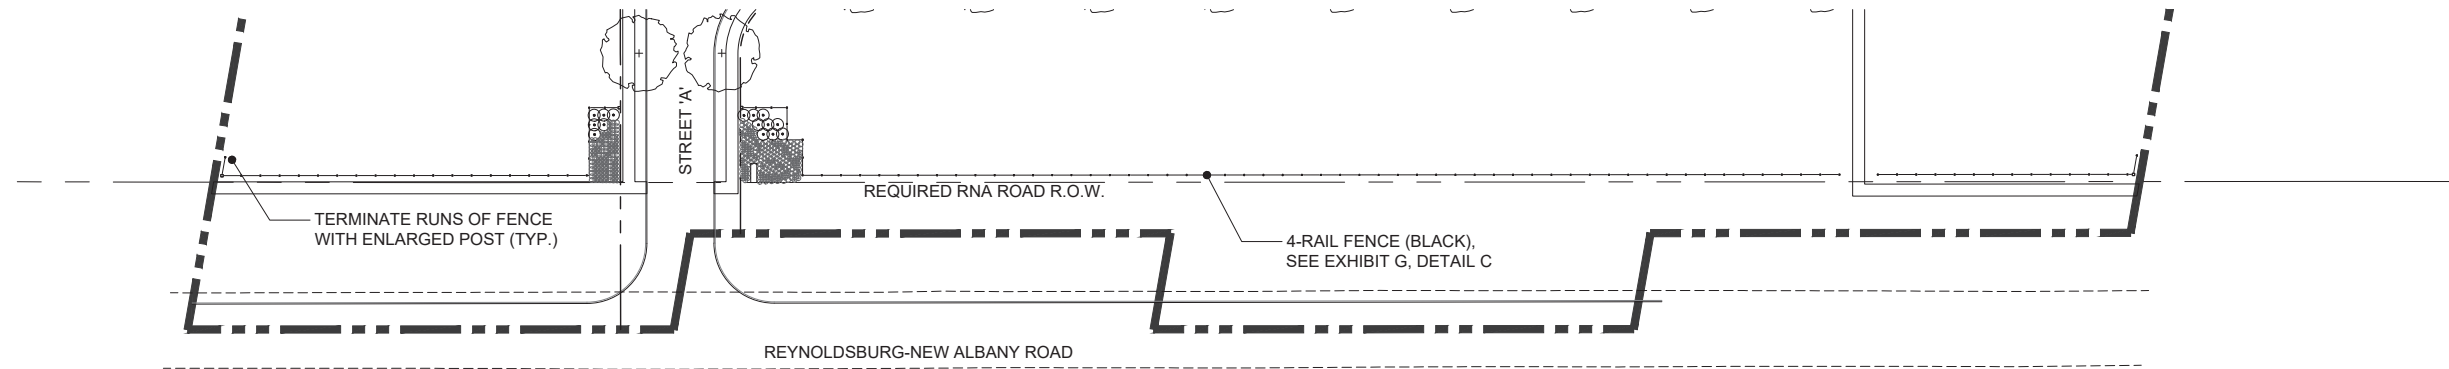 STREET 'A'
REQUIRED RNA ROAD R.O.W.
TERMINATE RUNS OF FENCE
WITH ENLARGED POST (TYP.)
4-RAIL FENCE (BLACK),
SEE EXHIBIT G, DETAIL C
REYNOLDSBURG-NEW ALBANY ROAD